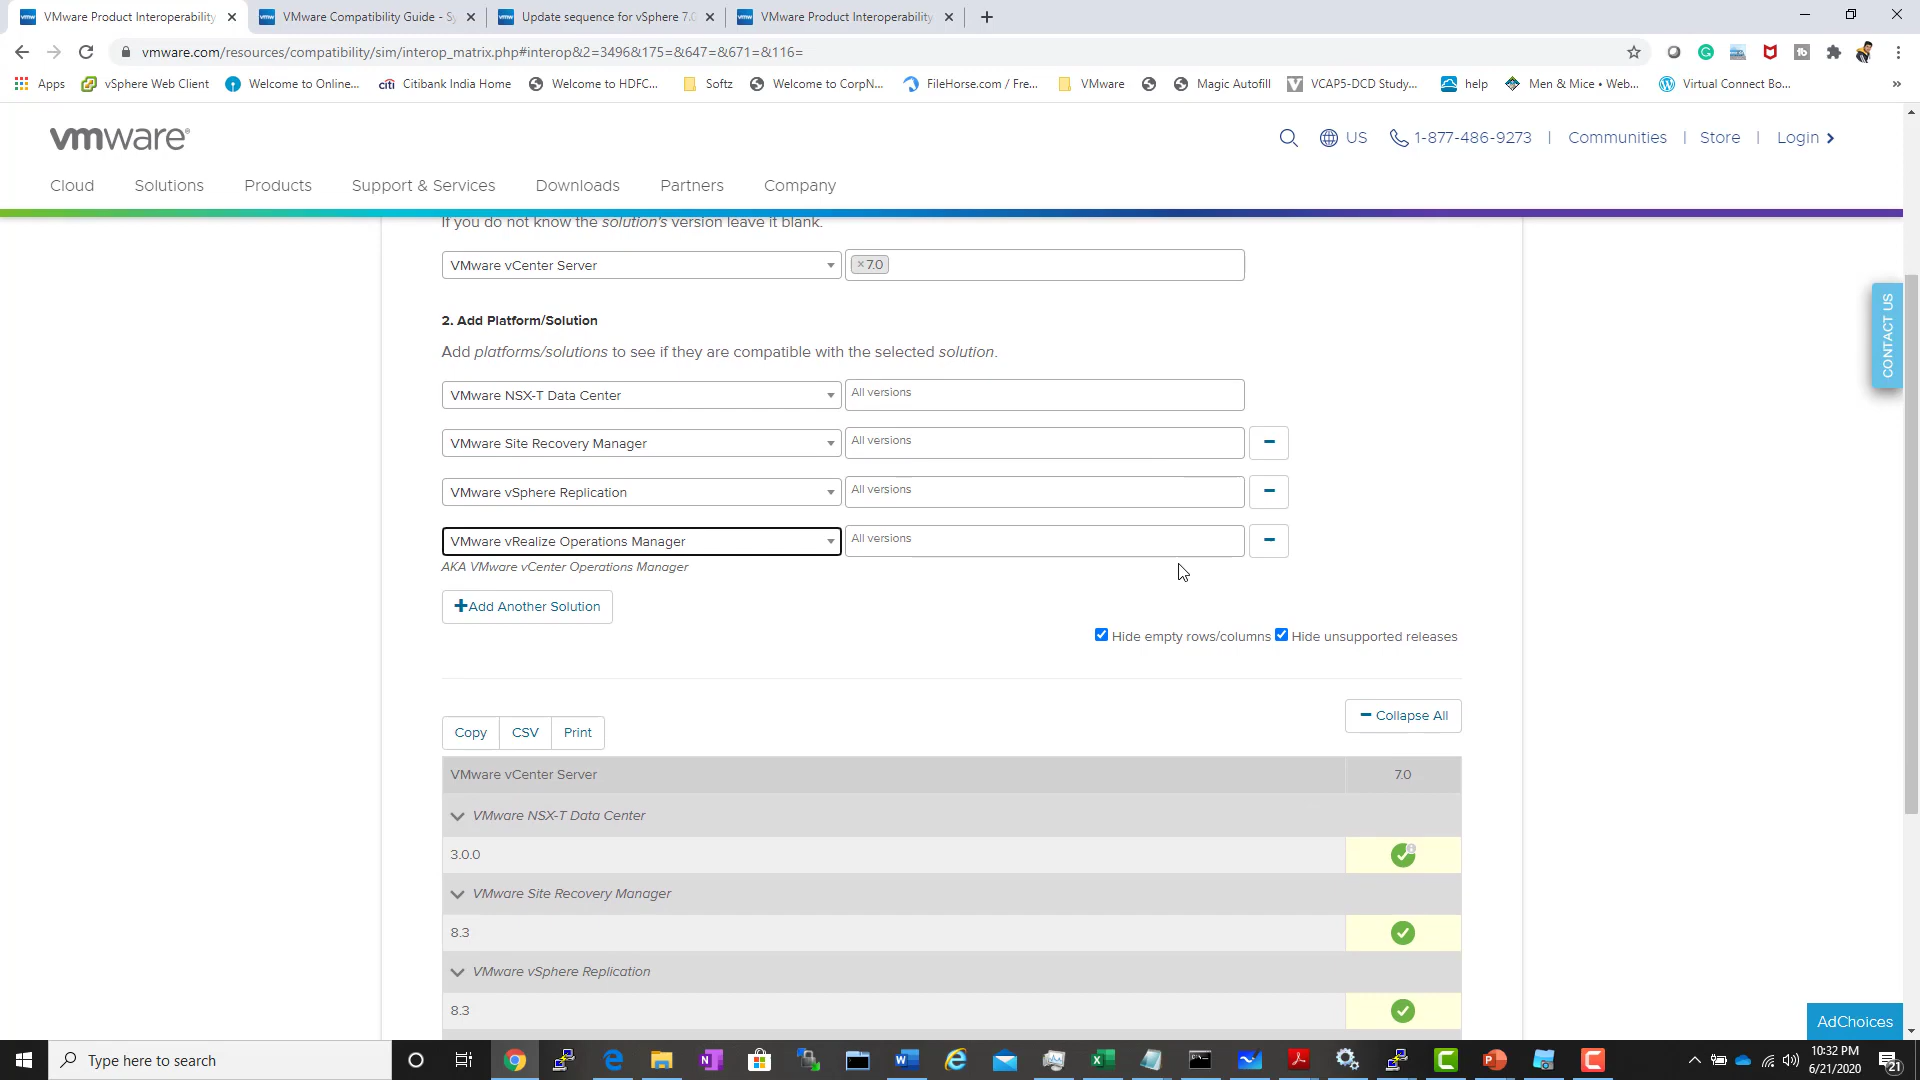 VMware Product Interoperability
VMware Compatibility Guide - Sy
Update sequence for vSphere 7.0
VMware Product Interoperability
vmware.com/resources/compatibility/sim/interop_matrix.php#interop&2=3496&175=&647=&671=&116=
Apps
vSphere Web Client
Welcome to Online...
citi Citibank India Home
Welcome to HDFC...
Softz
Welcome to CorpN...
FileHorse.com / Fre...
VMware
Magic Autofill
VCAP5-DCD Study...
help
Men & Mice • Web...
Virtual Connect Bo...
»
vmware®
US
1-877-486-9273
Communities
Store
Login
Cloud
Solutions
Products
Support & Services
Downloads
Partners
Company
If you do not know the solution's version leave it blank.
VMware vCenter Server
×7.0
2. Add Platform/Solution
Add platforms/solutions to see if they are compatible with the selected solution.
VMware NSX-T Data Center
All versions
VMware Site Recovery Manager
All versions
VMware vSphere Replication
All versions
VMware vRealize Operations Manager
All versions
AKA VMware vCenter Operations Manager
+Add Another Solution
Hide empty rows/columns
Hide unsupported releases
Collapse All
Copy
CSV
Print
VMware vCenter Server
7.0
VMware NSX-T Data Center
3.0.0
VMware Site Recovery Manager
8.3
VMware vSphere Replication
8.3
CONTACT US
AdChoices
Type here to search
10:32 PM
6/21/2020
21